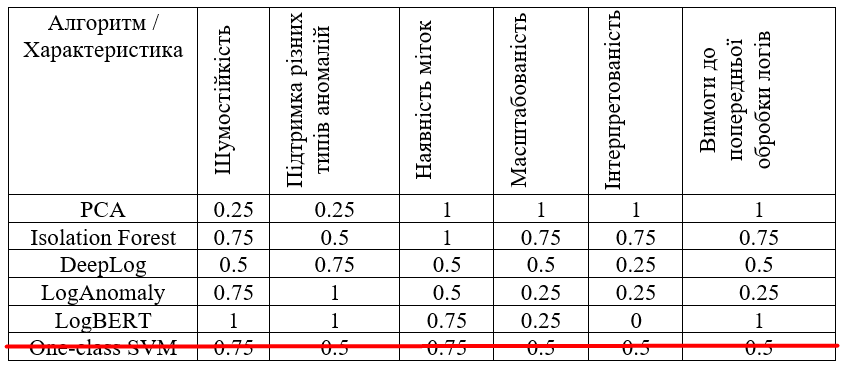 Алгоритм /
Характеристика
Шумостійкість
Підтримка різних
типів аномалій
Наявність міток
Масштабованість
Інтерпретованість
Вимоги до
попередньої
обробки логів
PCA 0.25 0.25 1 1 1 1
Isolation Forest 0.75 0.5 1 0.75 0.75 0.75
DeepLog 0.5 0.75 0.5 0.5 0.25 0.5
LogAnomaly 0.75 1 0.5 0.25 0.25 0.25
LogBERT 1 1 0.75 0.25 0 1
One-class SVM 0.75 0.5 0.75 0.5 0.5 0.5